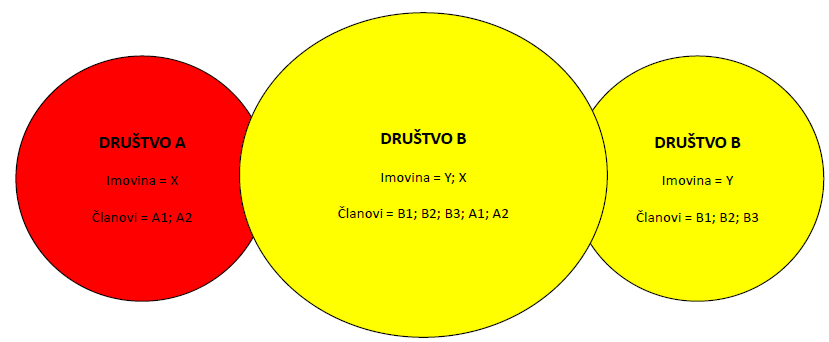 DRUŠTVO A
Imovina = X
Članovi = A1; A2
DRUŠTVO B
Imovina = Y; X
Članovi = B1; B2; B3; A1; A2
DRUŠTVO B
Imovina = Y
Članovi = B1; B2; B3